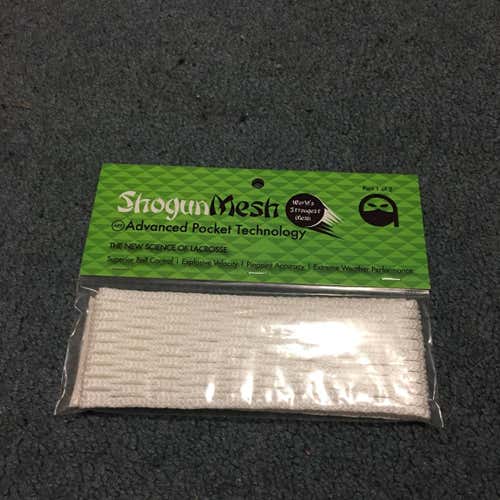 ShogunMesh
World's
Strongest
Mesh
Part 1 of 2
Advanced Pocket Technology
THE NEW SCIENCE OF LACROSSE
Superior Ball Control | Explosive Velocity | Pinpoint Accuracy | Extreme Weather Performance